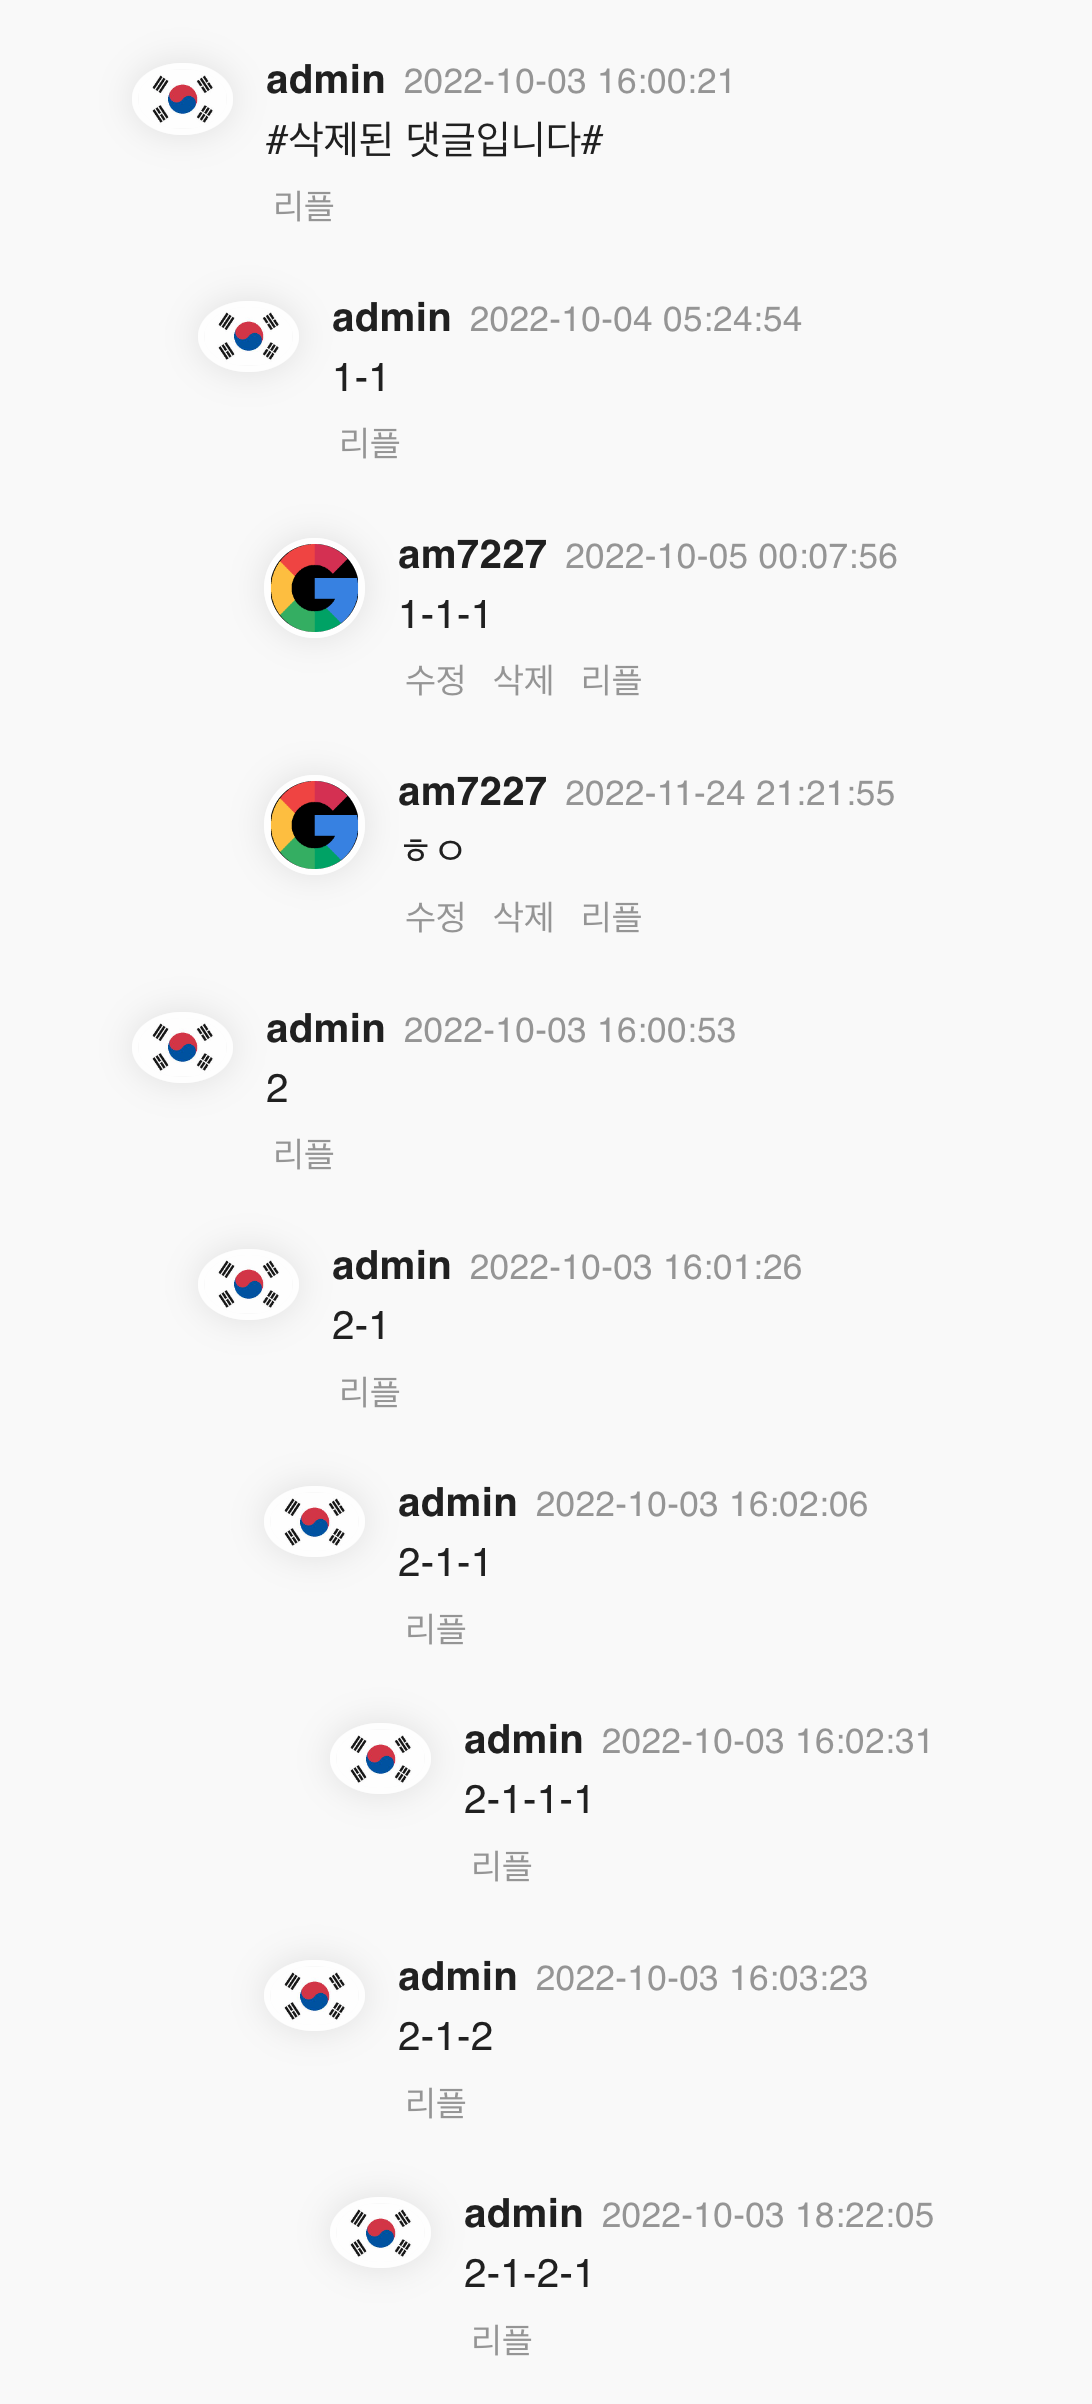 admin 2022-10-03 16:00:21
#삭제된 댓글입니다#
리플
admin 2022-10-04 05:24:54
1-1
리플
am7227 2022-10-05 00:07:56
1-1-1
수정 삭제 리플
am7227 2022-11-24 21:21:55
ㅎㅇ
수정 삭제 리플
admin 2022-10-03 16:00:53
2
리플
admin 2022-10-03 16:01:26
2-1
리플
admin 2022-10-03 16:02:06
2-1-1
리플
admin 2022-10-03 16:02:31
2-1-1-1
리플
admin 2022-10-03 16:03:23
2-1-2
리플
admin 2022-10-03 18:22:05
2-1-2-1
리플